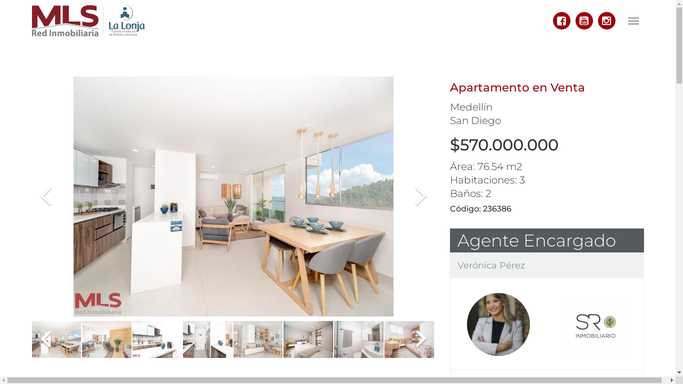 MLS
Red Inmobiliaria
La Lonja
Apartamento en Venta
Medellín
San Diego
$570.000.000
Área: 76.54 m2
Habitaciones: 3
Baños: 2
Código: 236386
Agente Encargado
Verónica Pérez
MLS
Red Inmobiliaria
SR
INMOBILIARIO